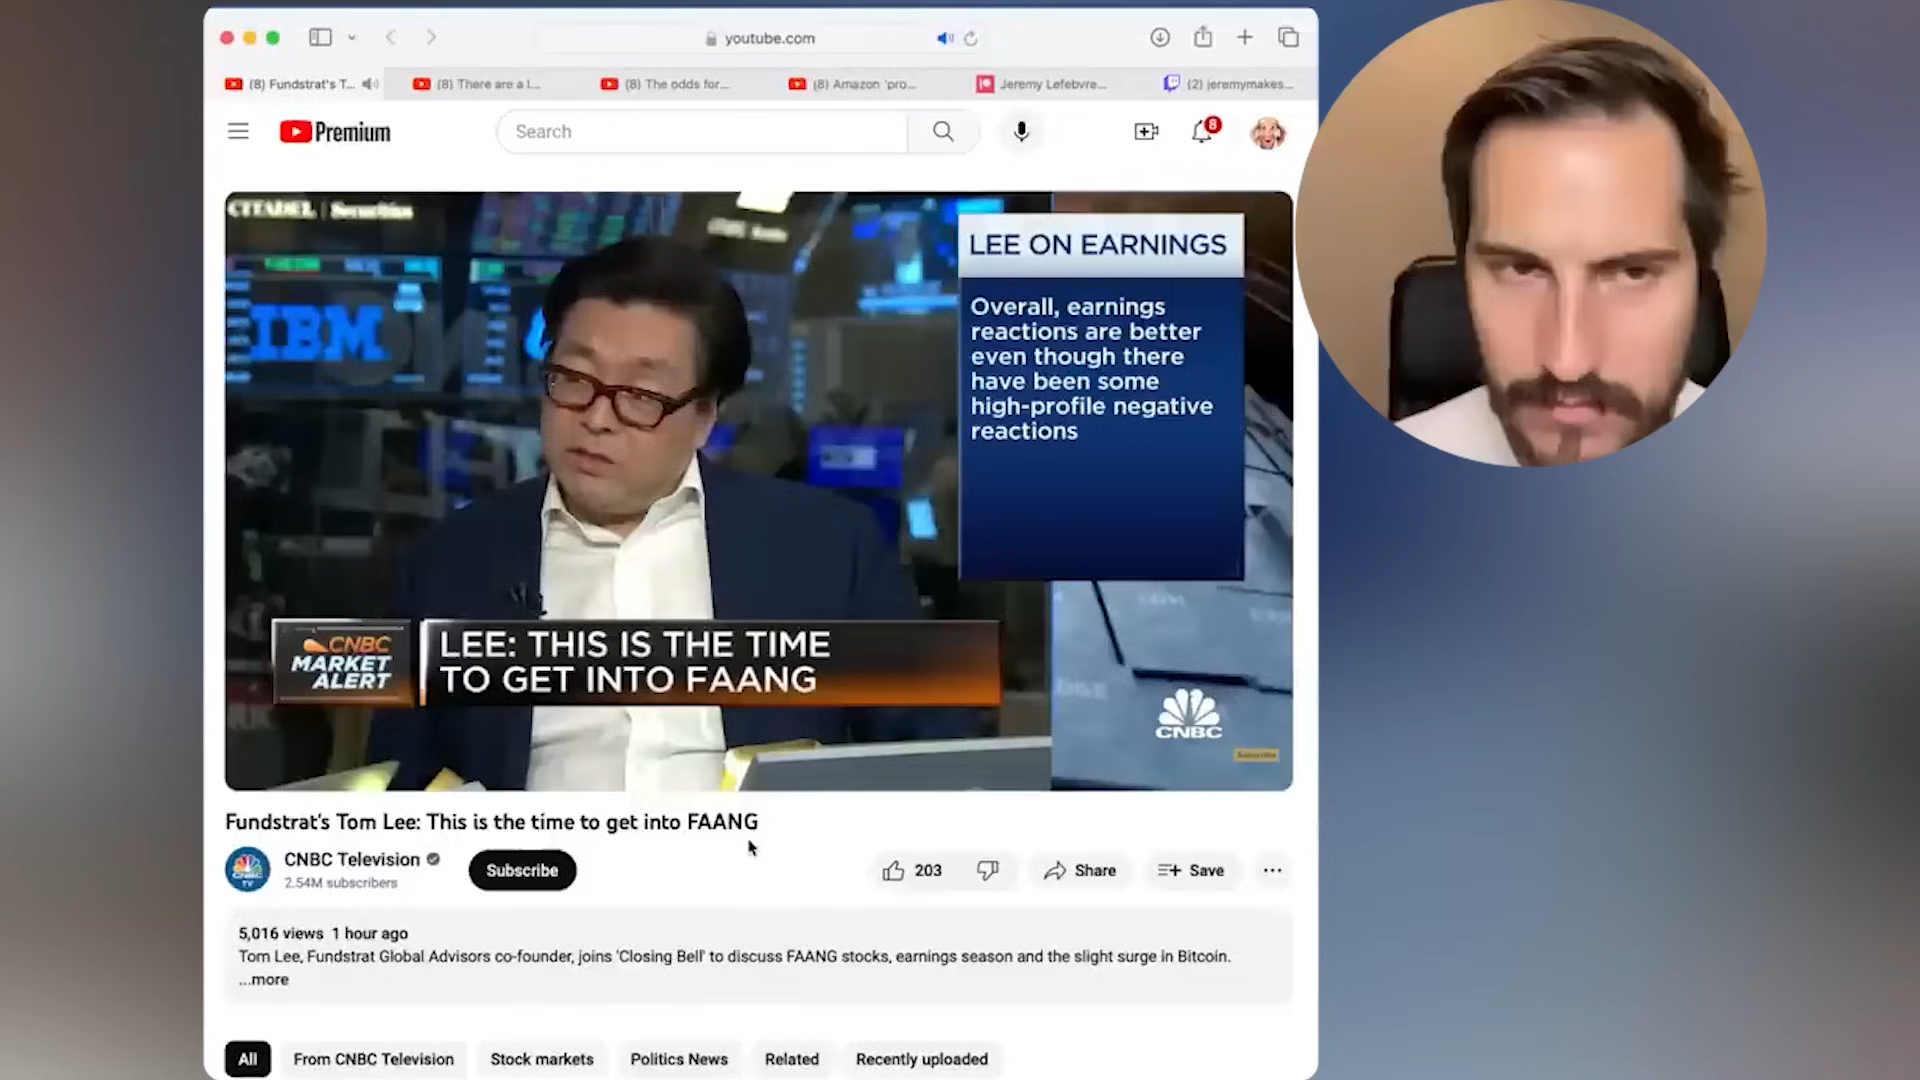 youtube.com
(8) Fundstrat's T...
(8) There are a l...
(8) The odds for...
(8) Amazon 'pro...
Jeremy Lefebvre...
(2) jeremymakes...
Premium
Search
8
CITADEL | Securities
IBM
LEE ON EARNINGS
Overall, earnings
reactions are better
even though there
have been some
high-profile negative
reactions
CNBC
MARKET
ALERT
LEE: THIS IS THE TIME
TO GET INTO FAANG
CNBC
Subscribe
Fundstrat's Tom Lee: This is the time to get into FAANG
CNBC TV
CNBC Television
2.54M subscribers
Subscribe
203
Share
Save
5,016 views 1 hour ago
Tom Lee, Fundstrat Global Advisors co-founder, joins 'Closing Bell' to discuss FAANG stocks, earnings season and the slight surge in Bitcoin.
...more
All
From CNBC Television
Stock markets
Politics News
Related
Recently uploaded